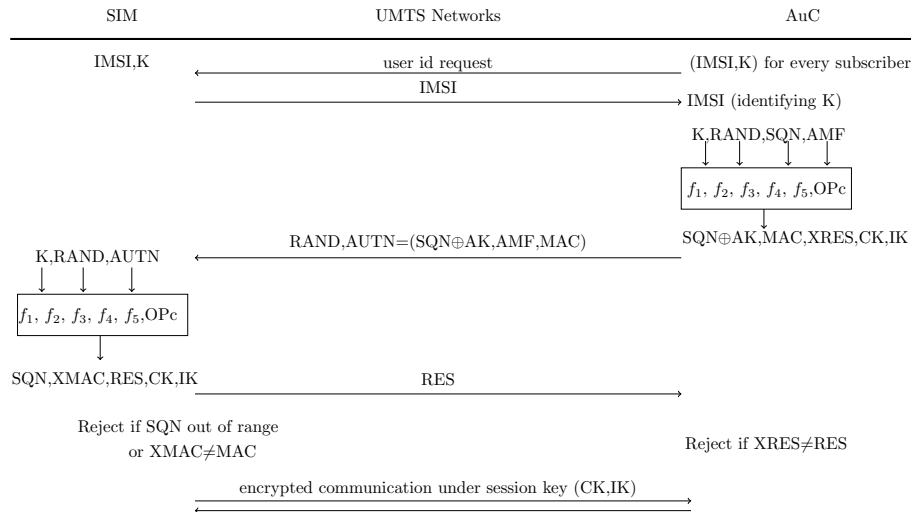 SIM UMTS Networks AuC
IMSI,K user id request (IMSI,K) for every subscriber
IMSI
IMSI (identifying K)
K,RAND,SQN,AMF
f₁, f₂, f₃, f₄, f₅,OPc
RAND,AUTN=(SQN⊕AK,AMF,MAC)
SQN⊕AK,MAC,XRES,CK,IK
K,RAND,AUTN
f₁, f₂, f₃, f₄, f₅,OPc
SQN,XMAC,RES,CK,IK RES
Reject if SQN out of range
or XMAC≠MAC
Reject if XRES≠RES
encrypted communication under session key (CK,IK)